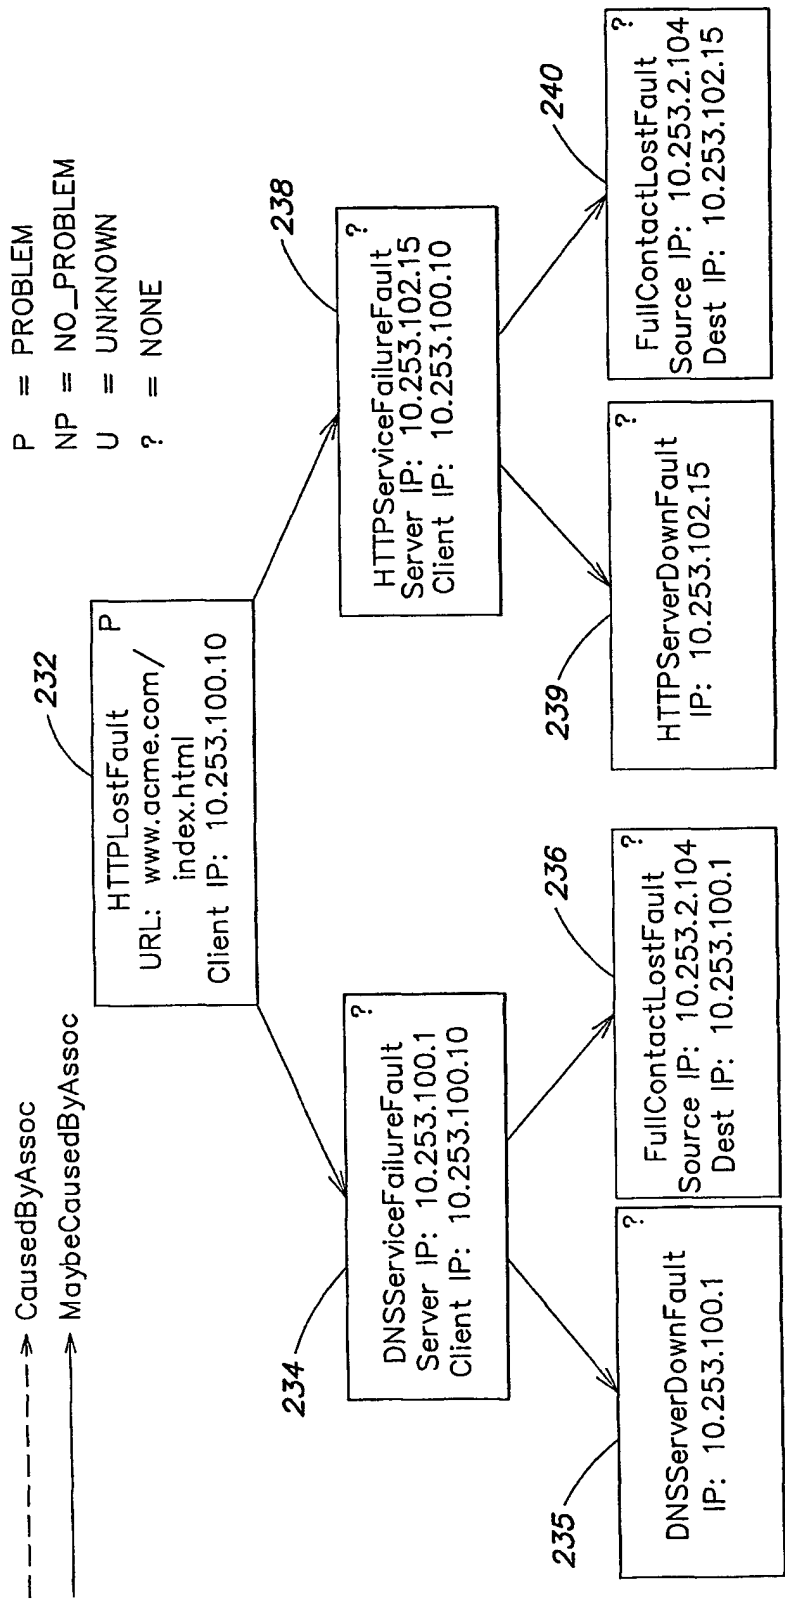 CausedByAssoc
MaybeCausedByAssoc
P = PROBLEM
NP = NO_PROBLEM
U = UNKNOWN
? = NONE
232
HTTPLostFault P
URL: www.acme.com/
index.html
Client IP: 10.253.100.10
234
?
DNSServiceFailureFault
Server IP: 10.253.100.1
Client IP: 10.253.100.10
238
?
HTTPServiceFailureFault
Server IP: 10.253.102.15
Client IP: 10.253.100.10
235
?
DNSServerDownFault
IP: 10.253.100.1
236
?
FullContactLostFault
Source IP: 10.253.2.104
Dest IP: 10.253.100.1
239
?
HTTPServerDownFault
IP: 10.253.102.15
240
?
FullContactLostFault
Source IP: 10.253.2.104
Dest IP: 10.253.102.15